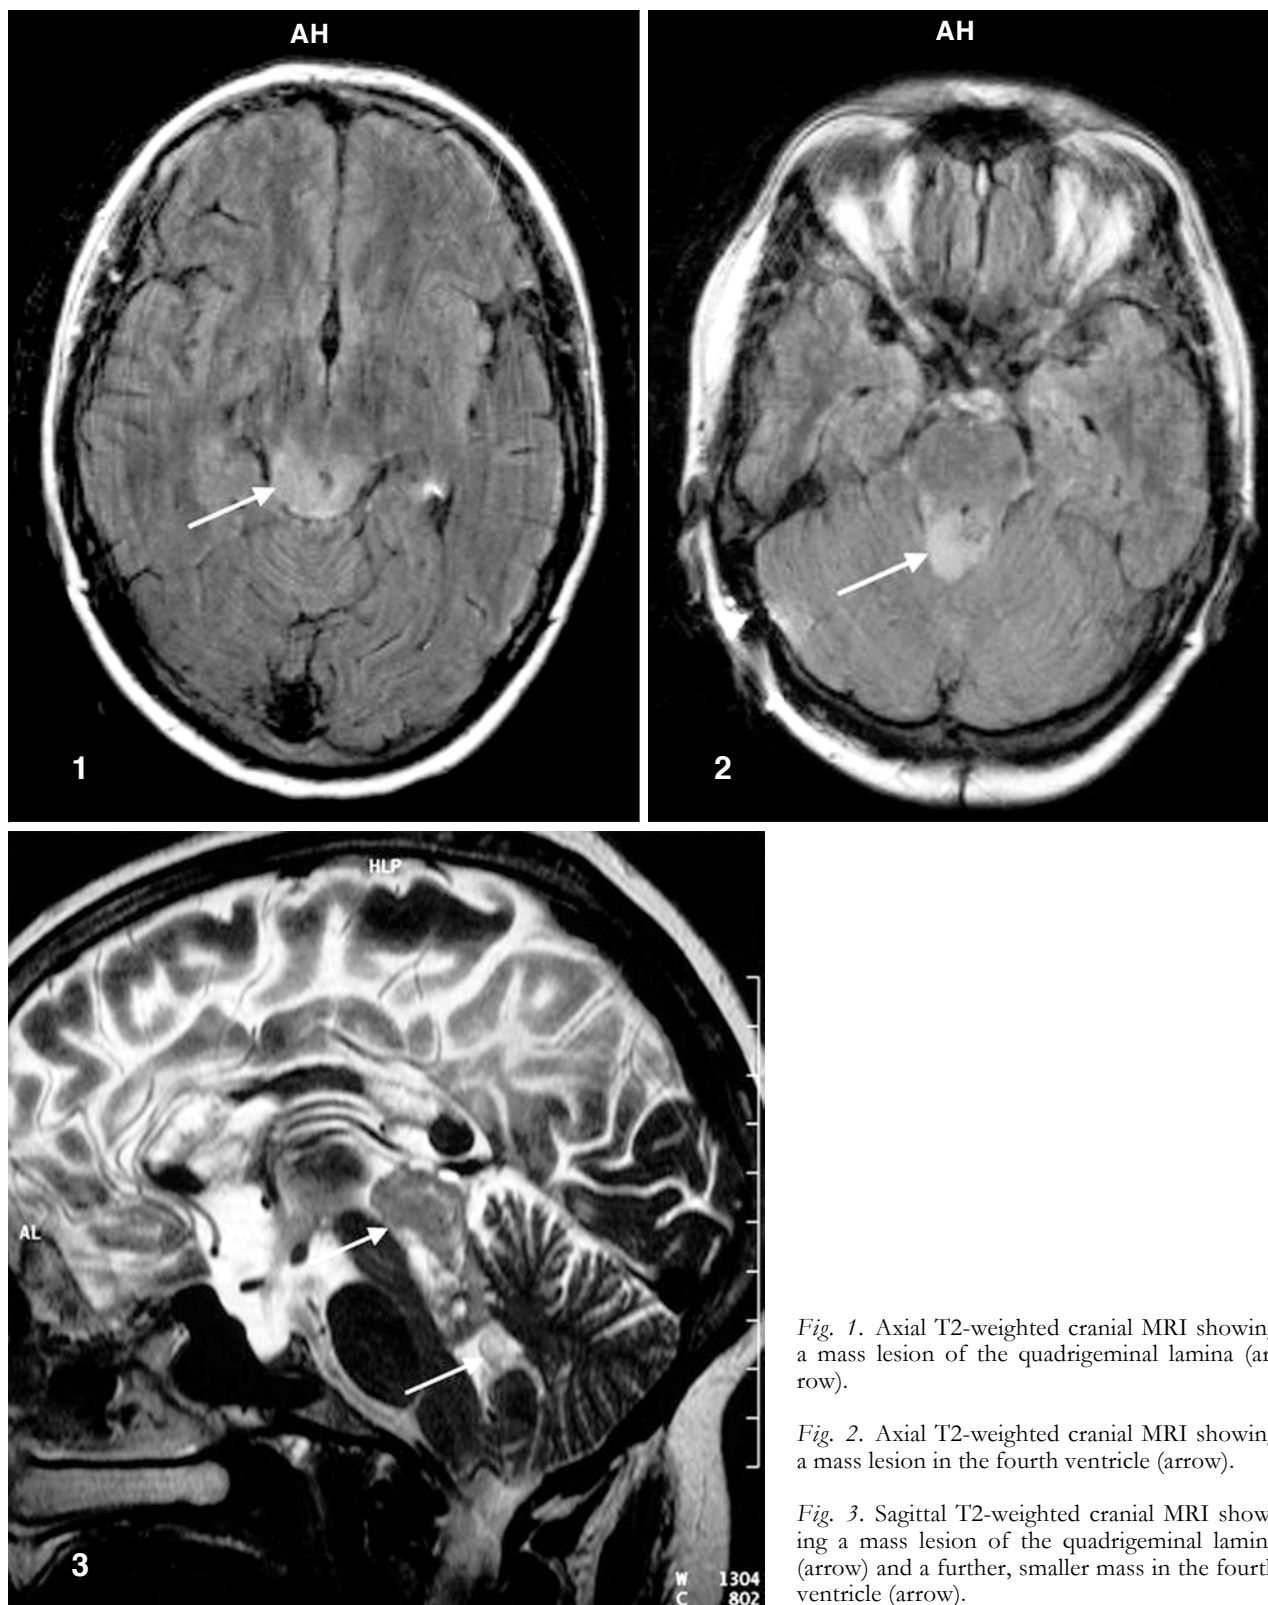 AH
AH
1
2
HLP
AL
3
W 1304
C 802
Fig. 1. Axial T2-weighted cranial MRI showing
a mass lesion of the quadrigeminal lamina (ar-
row).
Fig. 2. Axial T2-weighted cranial MRI showing
a mass lesion in the fourth ventricle (arrow).
Fig. 3. Sagittal T2-weighted cranial MRI show-
ing a mass lesion of the quadrigeminal lamina
(arrow) and a further, smaller mass in the fourth
ventricle (arrow).